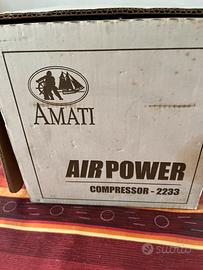 AMATI
AIR POWER
COMPRESSOR - 2233
subito